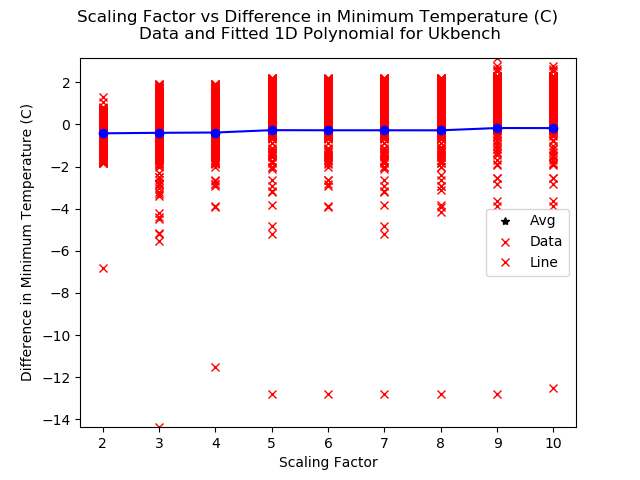 Scaling Factor vs Difference in Minimum Temperature (C)
Data and Fitted 1D Polynomial for Ukbench
Difference in Minimum Temperature (C)
2
0
−2
−4
−6
−8
−10
−12
−14
Avg
Data
Line
2 3 4 5 6 7 8 9 10
Scaling Factor